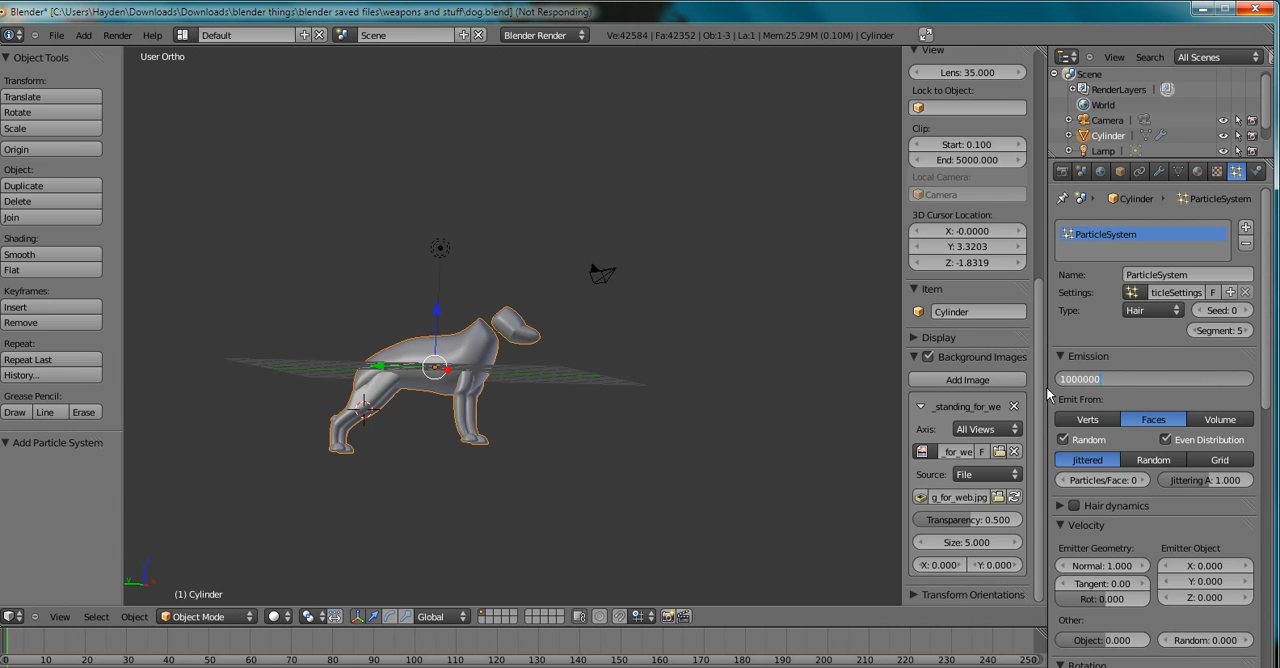 Blender* [C:\Users\Hayden\Downloads\Downloads\blender things\blender saved files\weapons and stuff\dog.blend] (Not Responding)
File Add Render Help Default Scene Blender Render Ve:42584 | Fa:42352 | Ob:1-3 | La:1 | Mem:25.29M (0.10M) | Cylinder
Object Tools
Transform:
Translate
Rotate
Scale
Origin
Object:
Duplicate
Delete
Join
Shading:
Smooth
Flat
Keyframes:
Insert
Remove
Repeat:
Repeat Last
History...
Grease Pencil:
Draw Line Erase
Add Particle System
User Ortho
(1) Cylinder
View
Lens: 35.000
Lock to Object:
Clip:
Start: 0.100
End: 5000.000
Local Camera:
Camera
3D Cursor Location:
X: -0.0000
Y: 3.3203
Z: -1.8319
Item
Cylinder
Display
Background Images
Add Image
_standing_for_we
Axis: All Views
_for_we F
Source: File
g_for_web.jpg
Transparency: 0.500
Size: 5.000
X: 0.000 Y: 0.000
Transform Orientations
View Search All Scenes
Scene
RenderLayers |
World
Camera |
Cylinder |
Lamp |
Cylinder ParticleSystem
ParticleSystem
Name: ParticleSystem
Settings: ticleSettings F
Type: Hair Seed: 0
Segment: 5
Emission
1000000
Emit From:
Verts Faces Volume
Random Even Distribution
Jittered Random Grid
Particles/Face: 0 Jittering A: 1.000
Hair dynamics
Velocity
Emitter Geometry: Emitter Object
Normal: 1.000 X: 0.000
Tangent: 0.00 Y: 0.000
Rot: 0.000 Z: 0.000
Other:
Object: 0.000 Random: 0.000
Rotation
View Select Object Object Mode Global
0 10 20 30 40 50 60 70 80 90 100 110 120 130 140 150 160 170 180 190 200 210 220 230 240 250